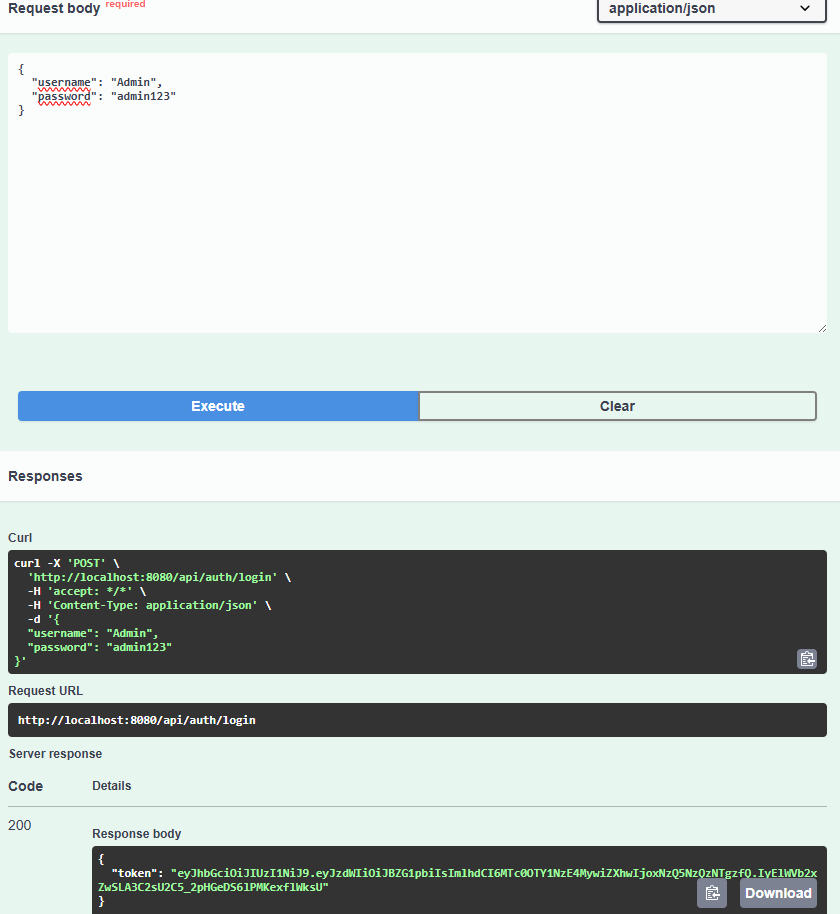 Request body required
application/json
{
"username": "Admin",
"password": "admin123"
}
Execute
Clear
Responses
Curl
curl -X 'POST' \
'http://localhost:8080/api/auth/login' \
-H 'accept: */*' \
-H 'Content-Type: application/json' \
-d '{
"username": "Admin",
"password": "admin123"
}'
Request URL
http://localhost:8080/api/auth/login
Server response
Code
Details
200
Response body
{
"token": "eyJhbGciOiJIUzI1NiJ9.eyJzdWIiOiJBZG1pbiIsImlhdCI6MTc0OTY1NzE4MywiZXhwIjoxNzQ5NzQzNTgzfQ.IyElWVb2x
ZwSLA3C2sU2C5_2pHGeDS6lPMKexflWksU"
}
Download